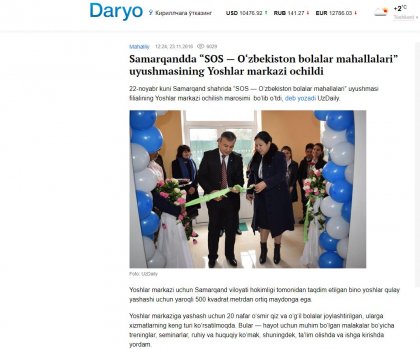 Daryo
Кириллчага ўтказинг
USD 10476.92 ↑ RUB 141.27 ↓ EUR 12786.03 ↓
+2°C
Toshkent
Mahalliy 12:24, 23.11.2016 6029
Samarqandda “SOS — O‘zbekiston bolalar mahallalari”
uyushmasining Yoshlar markazi ochildi
22-noyabr kuni Samarqand shahrida “SOS — O‘zbekiston bolalar mahallalari” uyushmasi
filialining Yoshlar markazi ochilish marosimi bo‘lib o‘tdi, deb yozadi UzDaily.
Foto: UzDaily
Yoshlar markazi uchun Samarqand viloyati hokimligi tomonidan taqdim etilgan bino yoshlar qulay
yashashi uchun yaroqli 500 kvadrat metrdan ortiq maydonga ega.
Yoshlar markaziga yashash uchun 20 nafar o‘smir qiz va o‘g‘il bolalar joylashtirilgan, ularga
xizmatlarning keng turi ko‘rsatilmoqda. Bular — hayot uchun muhim bo‘lgan malakalar bo‘yicha
treninglar, seminarlar, ruhiy va huquqiy ko‘mak, shuningdek, ta’lim olishda va ishga kirishda
yordam.